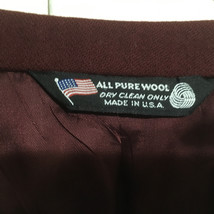 ALL PURE WOOL
DRY CLEAN ONLY
MADE IN U.S.A.